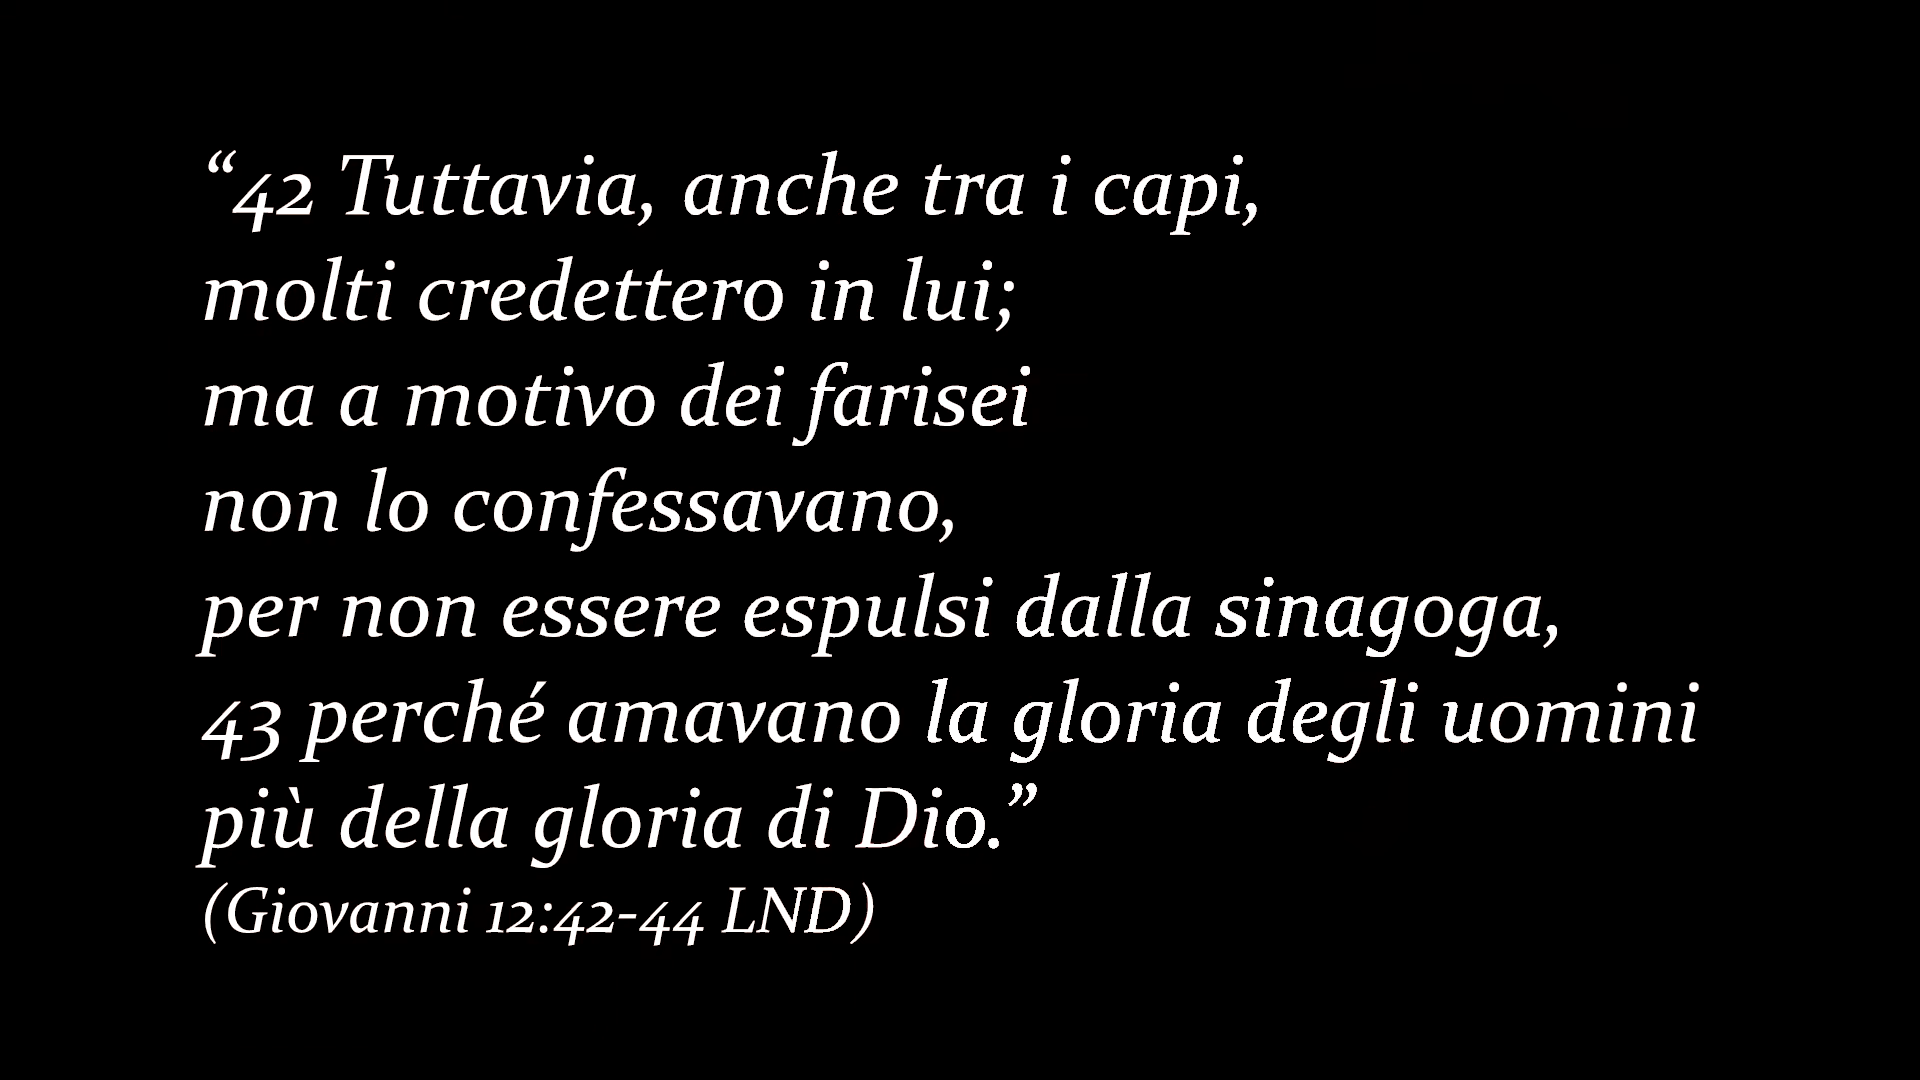 “42 Tuttavia, anche tra i capi,
molti credettero in lui;
ma a motivo dei farisei
non lo confessavano,
per non essere espulsi dalla sinagoga,
43 perché amavano la gloria degli uomini
più della gloria di Dio.”
(Giovanni 12:42-44 LND)